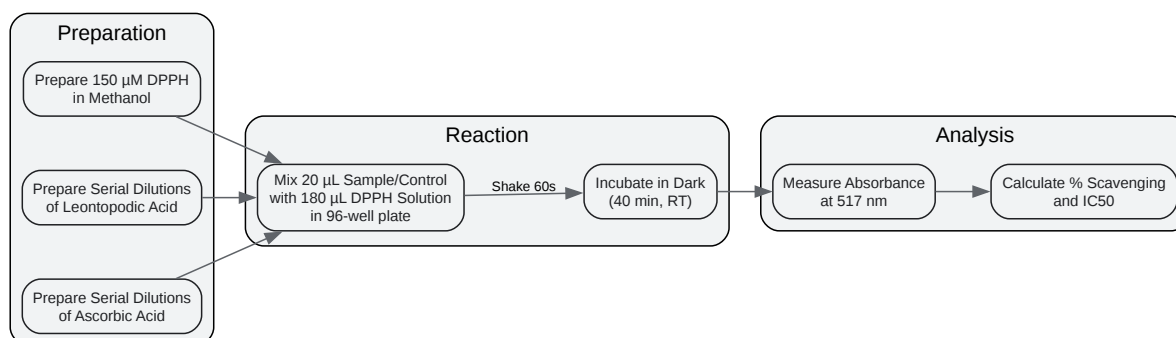 Preparation
Prepare 150 µM DPPH
in Methanol
Prepare Serial Dilutions
of Leontopodic Acid
Prepare Serial Dilutions
of Ascorbic Acid
Reaction
Mix 20 µL Sample/Control
with 180 µL DPPH Solution
in 96-well plate
Shake 60s
Incubate in Dark
(40 min, RT)
Analysis
Measure Absorbance
at 517 nm
Calculate % Scavenging
and IC50